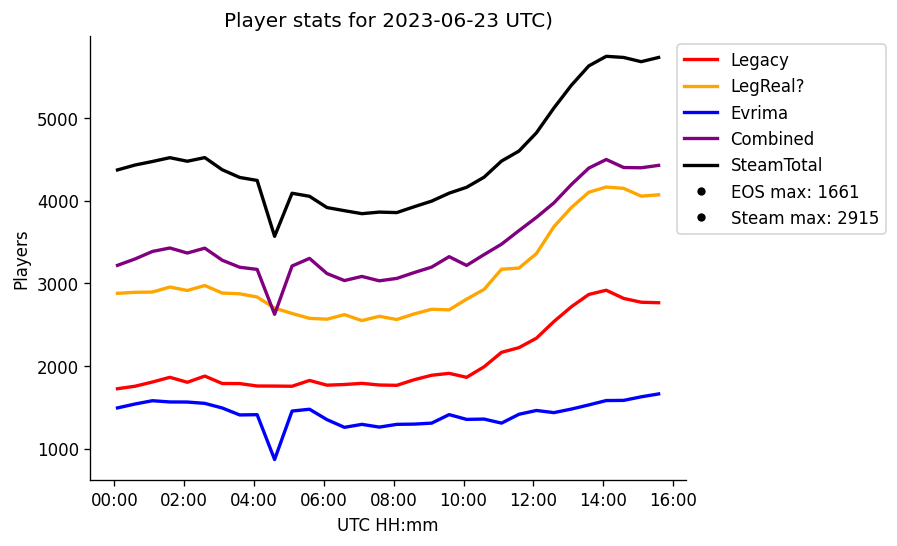 Player stats for 2023-06-23 UTC)
Legacy
LegReal?
Evrima
Combined
SteamTotal
EOS max: 1661
Steam max: 2915
Players
5000
4000
3000
2000
1000
00:00 02:00 04:00 06:00 08:00 10:00 12:00 14:00 16:00
UTC HH:mm